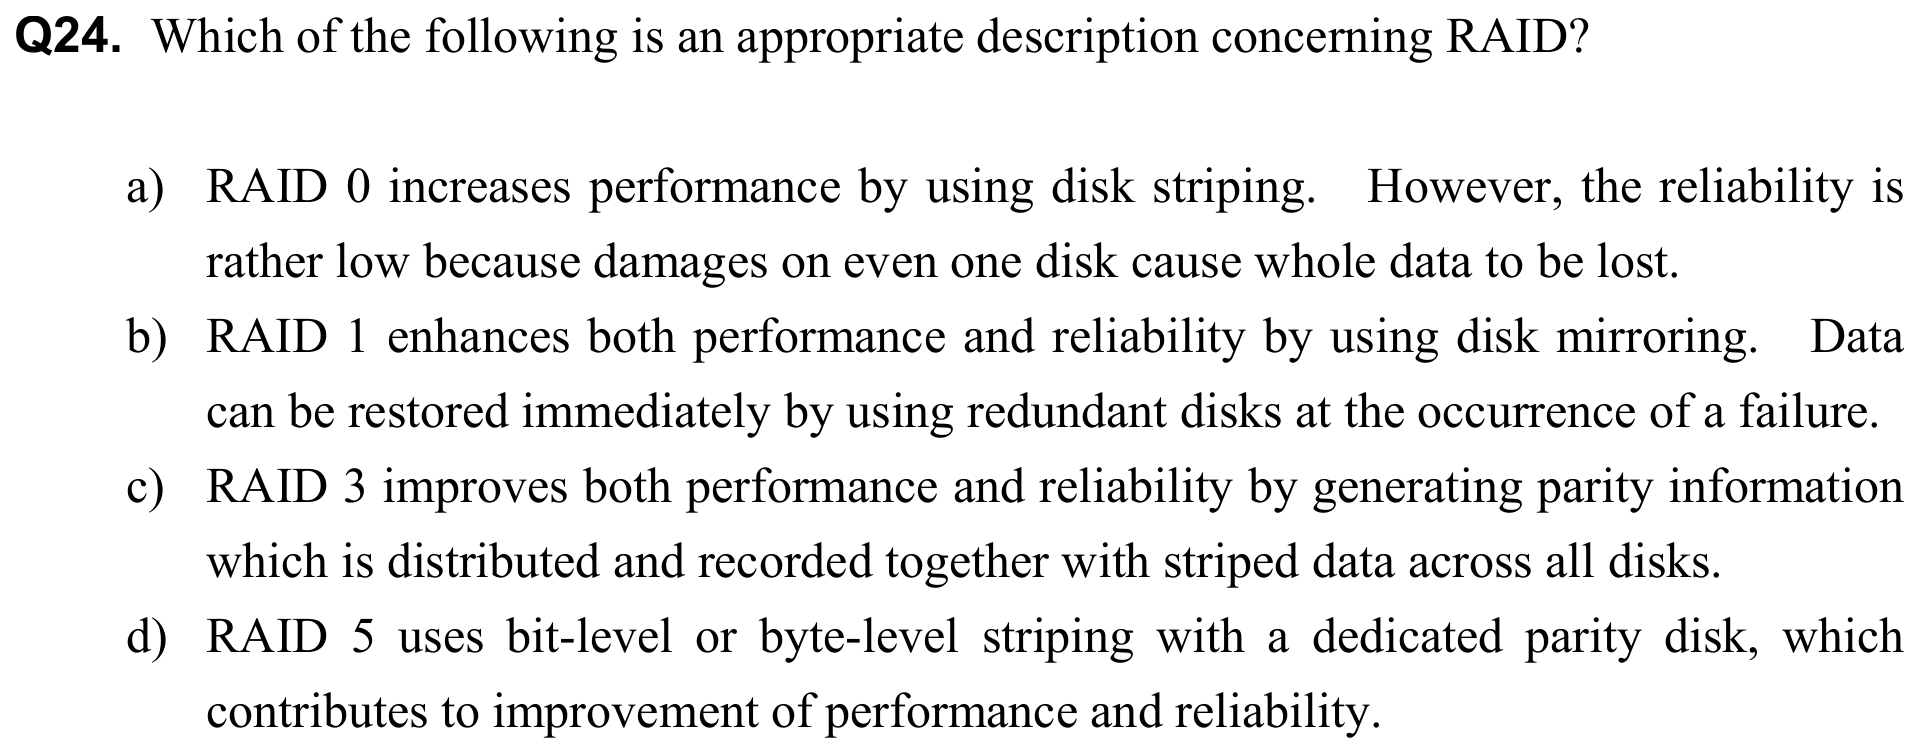 Q24. Which of the following is an appropriate description concerning RAID?
a) RAID 0 increases performance by using disk striping. However, the reliability is
rather low because damages on even one disk cause whole data to be lost.
b) RAID 1 enhances both performance and reliability by using disk mirroring. Data
can be restored immediately by using redundant disks at the occurrence of a failure.
c) RAID 3 improves both performance and reliability by generating parity information
which is distributed and recorded together with striped data across all disks.
d) RAID 5 uses bit-level or byte-level striping with a dedicated parity disk, which
contributes to improvement of performance and reliability.